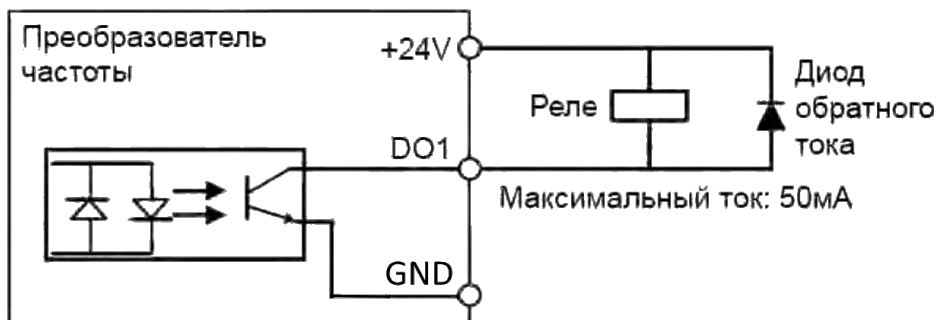 Преобразователь
частоты
+24V
Реле
Диод
обратного
тока
DO1
Максимальный ток: 50мА
GND